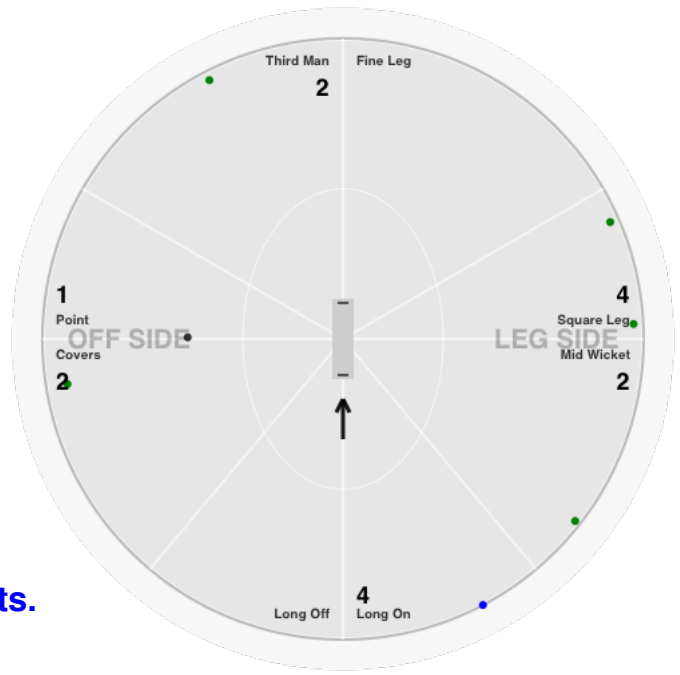 Third Man
Fine Leg
2
1
4
Point
Square Leg
OFF SIDE
LEG SIDE
Covers
Mid Wicket
2
2
ts.
4
Long Off
Long On